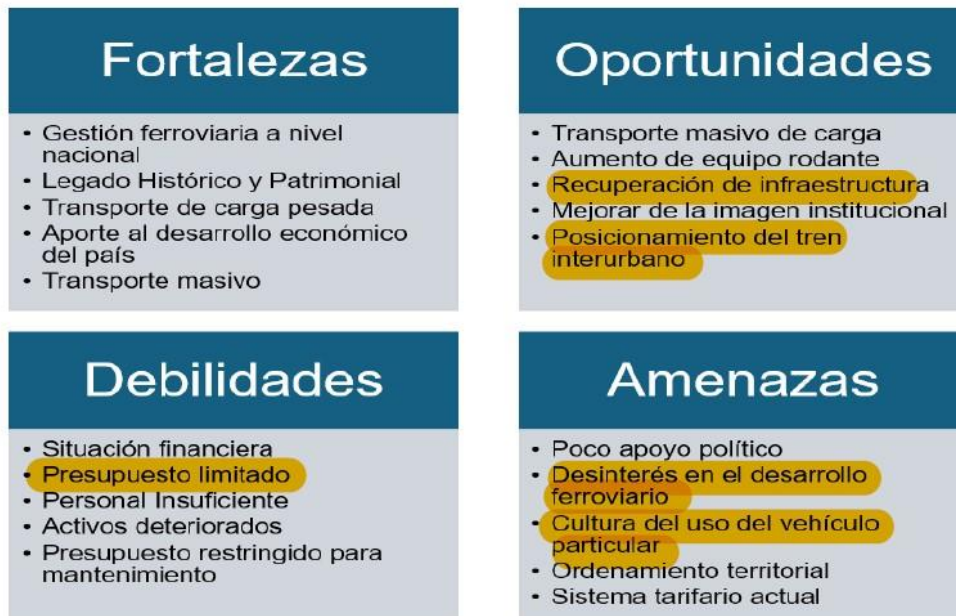 Fortalezas
• Gestión ferroviaria a nivel
nacional
• Legado Histórico y Patrimonial
• Transporte de carga pesada
• Aporte al desarrollo económico
del país
• Transporte masivo
Oportunidades
• Transporte masivo de carga
• Aumento de equipo rodante
• Recuperación de infraestructura
• Mejorar de la imagen institucional
• Posicionamiento del tren
interurbano
Debilidades
• Situación financiera
• Presupuesto limitado
• Personal Insuficiente
• Activos deteriorados
• Presupuesto restringido para
mantenimiento
Amenazas
• Poco apoyo político
• Desinterés en el desarrollo
ferroviario
• Cultura del uso del vehículo
particular
• Ordenamiento territorial
• Sistema tarifario actual